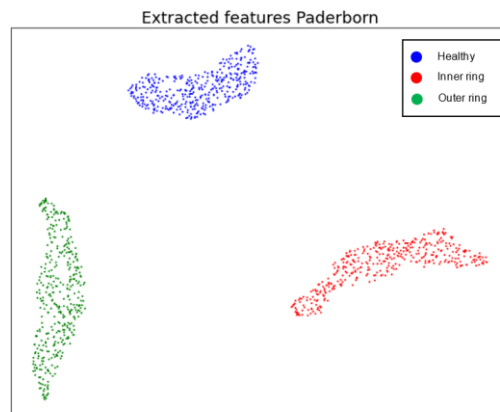 Extracted features Paderborn
Healthy
Inner ring
Outer ring